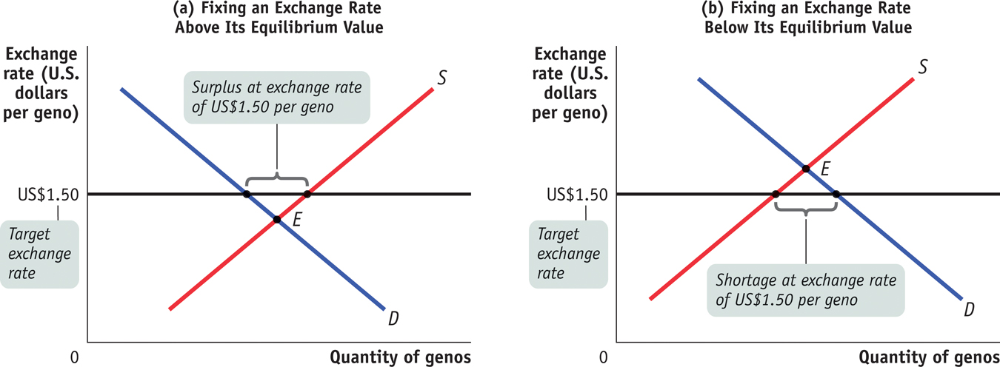 (a) Fixing an Exchange Rate
Above Its Equilibrium Value
Exchange
rate (U.S.
dollars
per geno)
Surplus at exchange rate
of US$1.50 per geno
S
US$1.50
E
Target
exchange
rate
D
0
Quantity of genos
(b) Fixing an Exchange Rate
Below Its Equilibrium Value
Exchange
rate (U.S.
dollars
per geno)
S
E
US$1.50
Target
exchange
rate
Shortage at exchange rate
of US$1.50 per geno
D
0
Quantity of genos